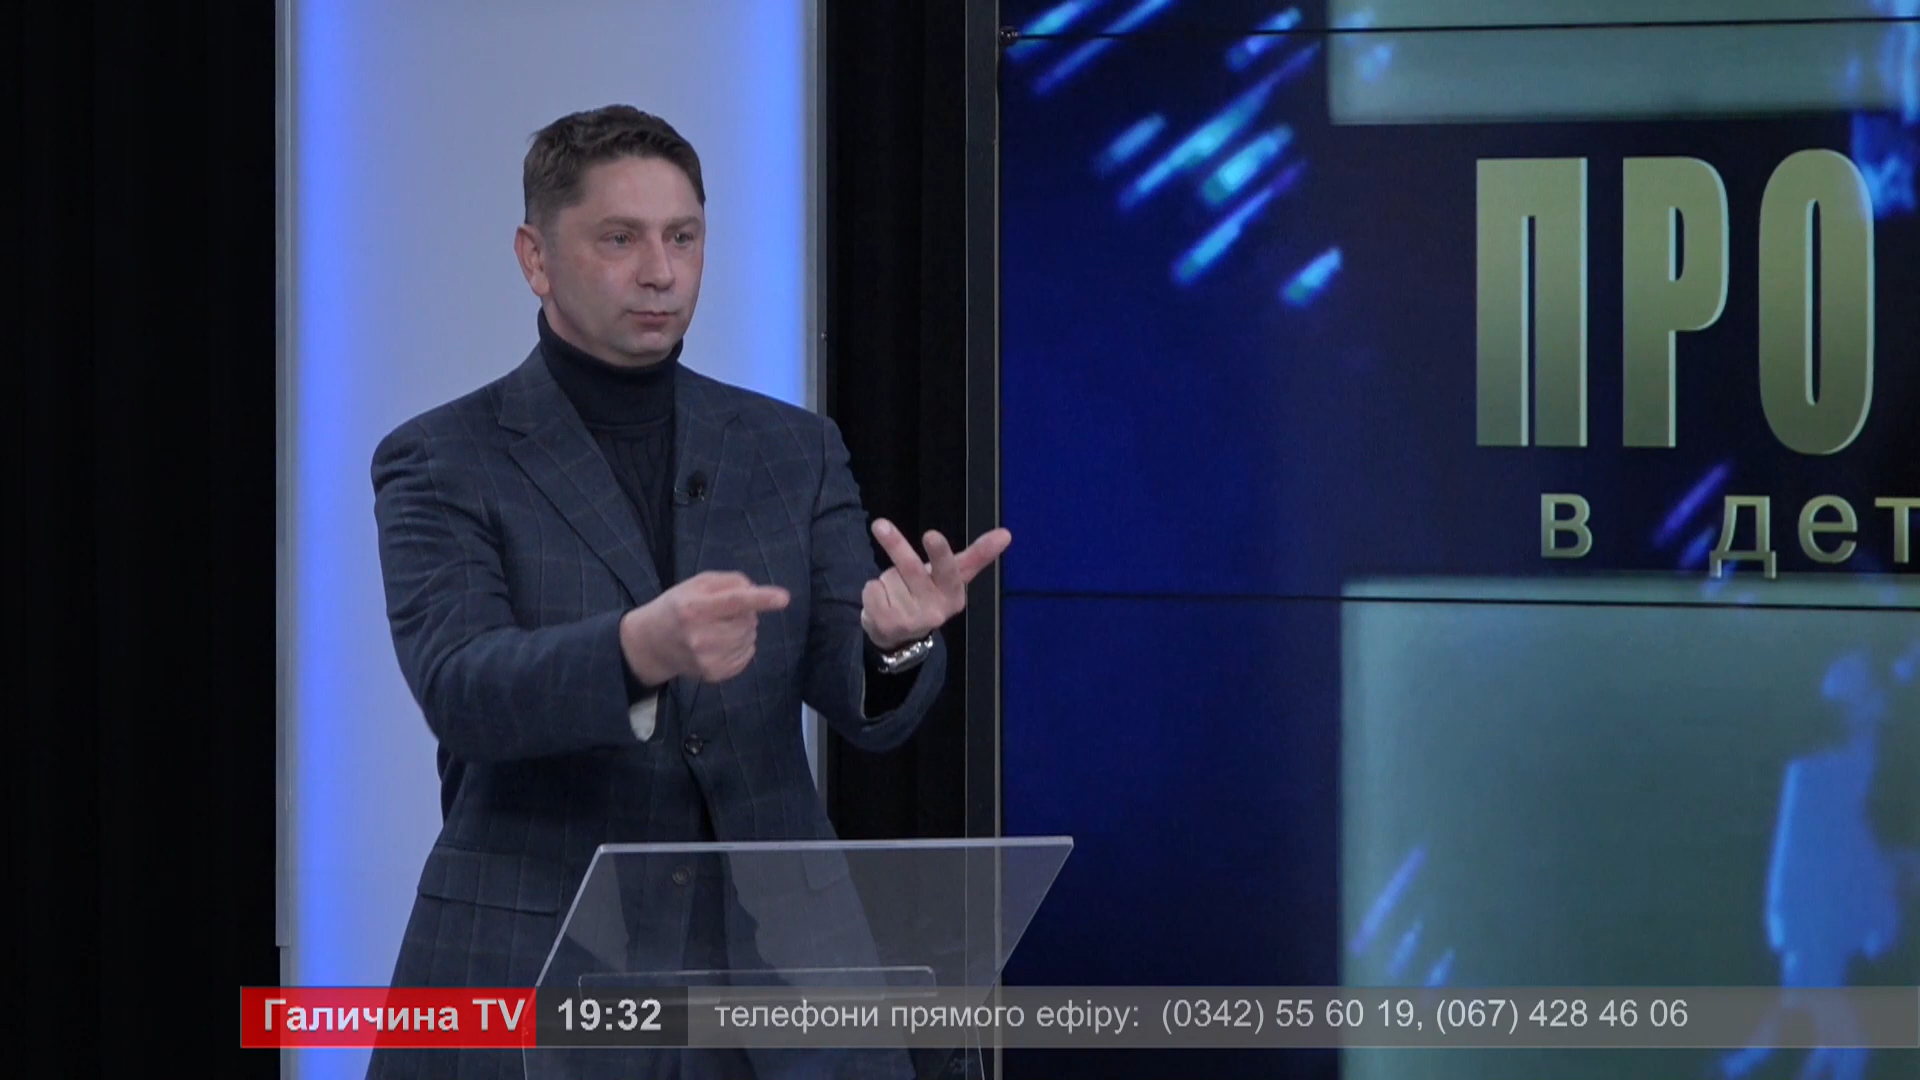 ПРО
в дет
Галичина TV 19:32 телефони прямого ефіру: (0342) 55 60 19, (067) 428 46 06